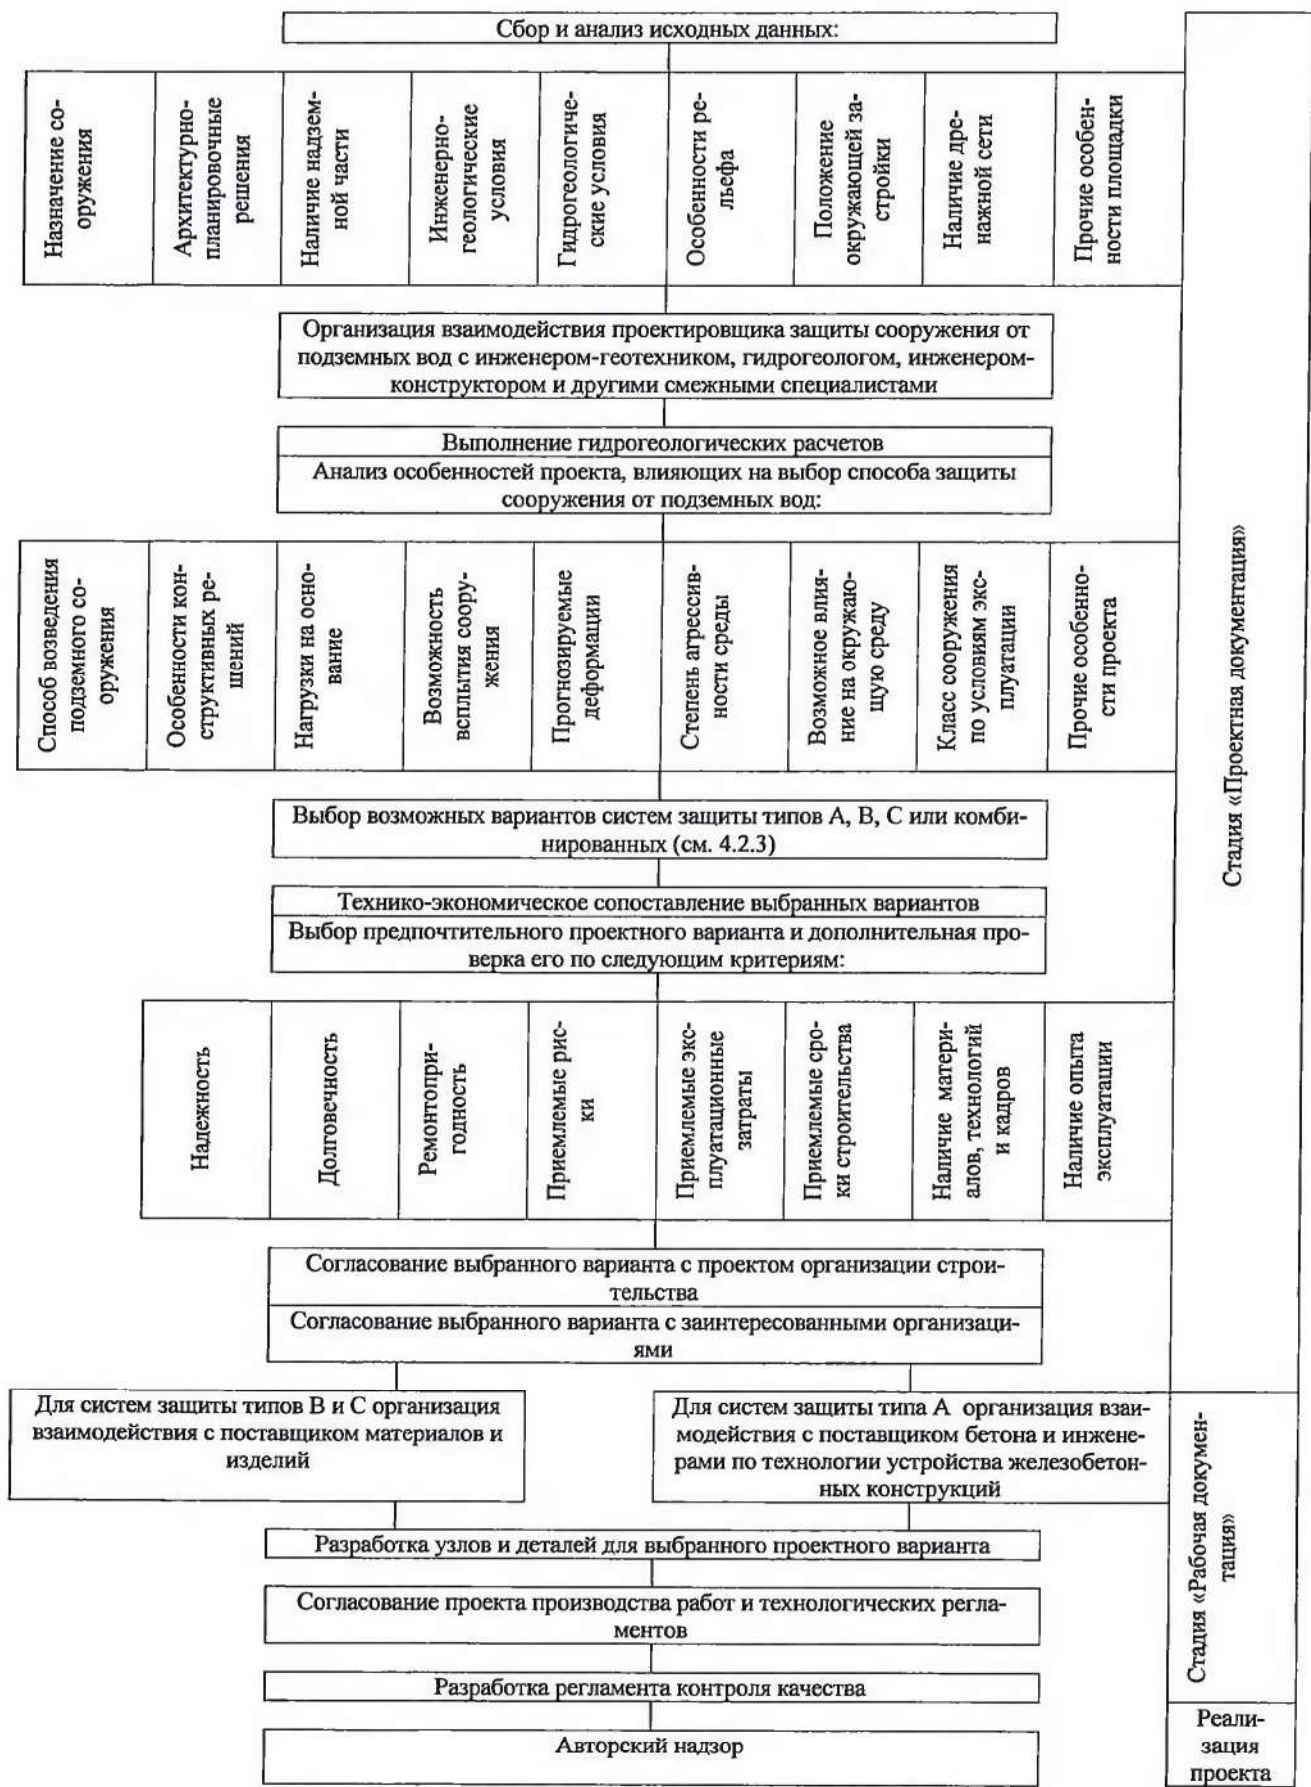 Сбор и анализ исходных данных:
Назначение со-
оружения
Архитектурно-
планировочные
решения
Наличие надзем-
ной части
Инженерно-
геологические
условия
Гидрогеологиче-
ские условия
Особенности ре-
льефа
Положение
окружающей за-
стройки
Наличие дре-
нажной сети
Прочие особен-
ности площадки
Организация взаимодействия проектировщика защиты сооружения от
подземных вод с инженером-геотехником, гидрогеологом, инженером-
конструктором и другими смежными специалистами
Выполнение гидрогеологических расчетов
Анализ особенностей проекта, влияющих на выбор способа защиты
сооружения от подземных вод:
Способ возведения
подземного со-
оружения
Особенности кон-
структивных ре-
шений
Нагрузки на осно-
вание
Возможность
всплытия соору-
жения
Прогнозируемые
деформации
Степень агрессив-
ности среды
Возможное влия-
ние на окружаю-
щую среду
Класс сооружения
по условиям экс-
плуатации
Прочие особенно-
сти проекта
Выбор возможных вариантов систем защиты типов А, В, С или комби-
нированных (см. 4.2.3)
Технико-экономическое сопоставление выбранных вариантов
Выбор предпочтительного проектного варианта и дополнительная про-
верка его по следующим критериям:
Надежность
Долговечность
Ремонтопри-
годность
Приемлемые рис-
ки
Приемлемые экс-
плуатационные
затраты
Приемлемые сро-
ки строительства
Наличие матери-
алов, технологий
и кадров
Наличие опыта
эксплуатации
Согласование выбранного варианта с проектом организации строи-
тельства
Согласование выбранного варианта с заинтересованными организаци-
ями
Стадия «Проектная документация»
Для систем защиты типов В и С организация
взаимодействия с поставщиком материалов и
изделий
Для систем защиты типа А организация взаи-
модействия с поставщиком бетона и инжене-
рами по технологии устройства железобетон-
ных конструкций
Разработка узлов и деталей для выбранного проектного варианта
Согласование проекта производства работ и технологических регла-
ментов
Разработка регламента контроля качества
Стадия «Рабочая докумен-
тация»
Авторский надзор
Реали-
зация
проекта